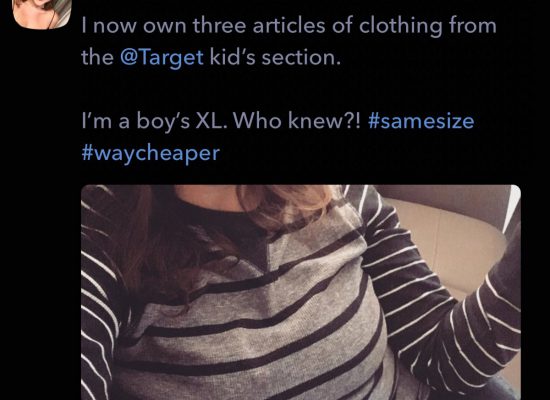 I now own three articles of clothing from
the @Target kid’s section.
I’m a boy’s XL. Who knew?! #samesize
#waycheaper